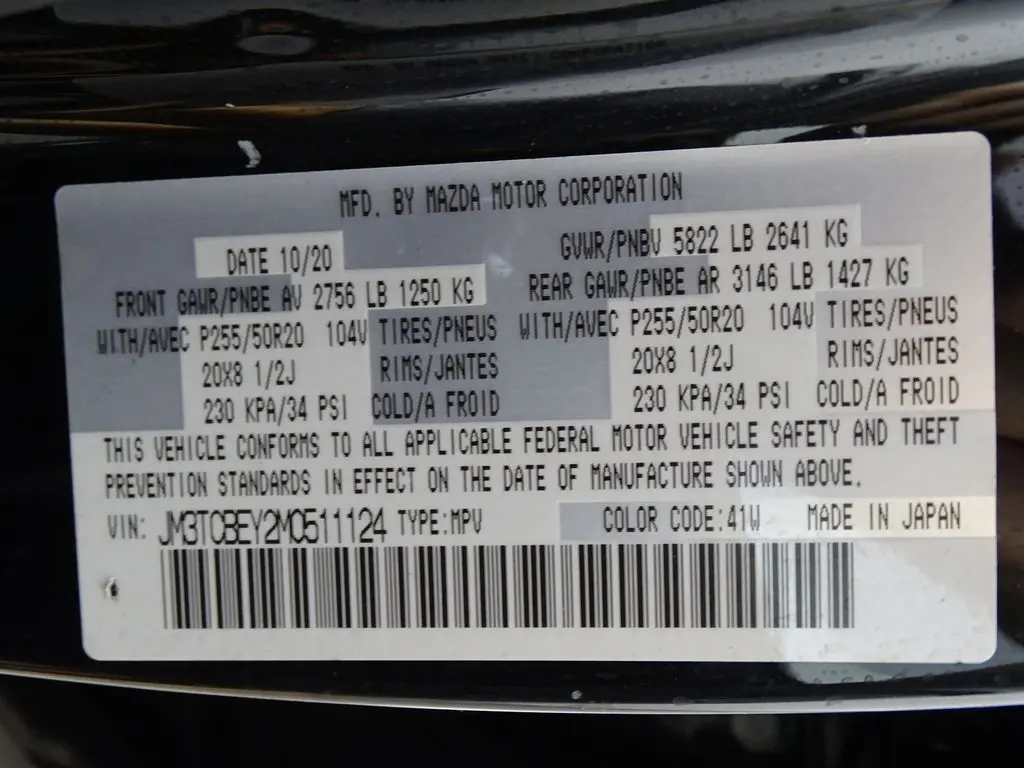 MFD. BY MAZDA MOTOR CORPORATION
DATE 10/20 GVWR/PNBV 5822 LB 2641 KG
FRONT GAWR/PNBE AV 2756 LB 1250 KG REAR GAWR/PNBE AR 3146 LB 1427 KG
WITH/AVEC P255/50R20 104V TIRES/PNEUS WITH/AVEC P255/50R20 104V TIRES/PNEUS
20X8 1/2J RIMS/JANTES 20X8 1/2J RIMS/JANTES
230 KPA/34 PSI COLD/A FROID 230 KPA/34 PSI COLD/A FROID
THIS VEHICLE CONFORMS TO ALL APPLICABLE FEDERAL MOTOR VEHICLE SAFETY AND THEFT
PREVENTION STANDARDS IN EFFECT ON THE DATE OF MANUFACTURE SHOWN ABOVE.
VIN: JM3TCBEY2M0511124 TYPE:MPV COLOR CODE:41W MADE IN JAPAN